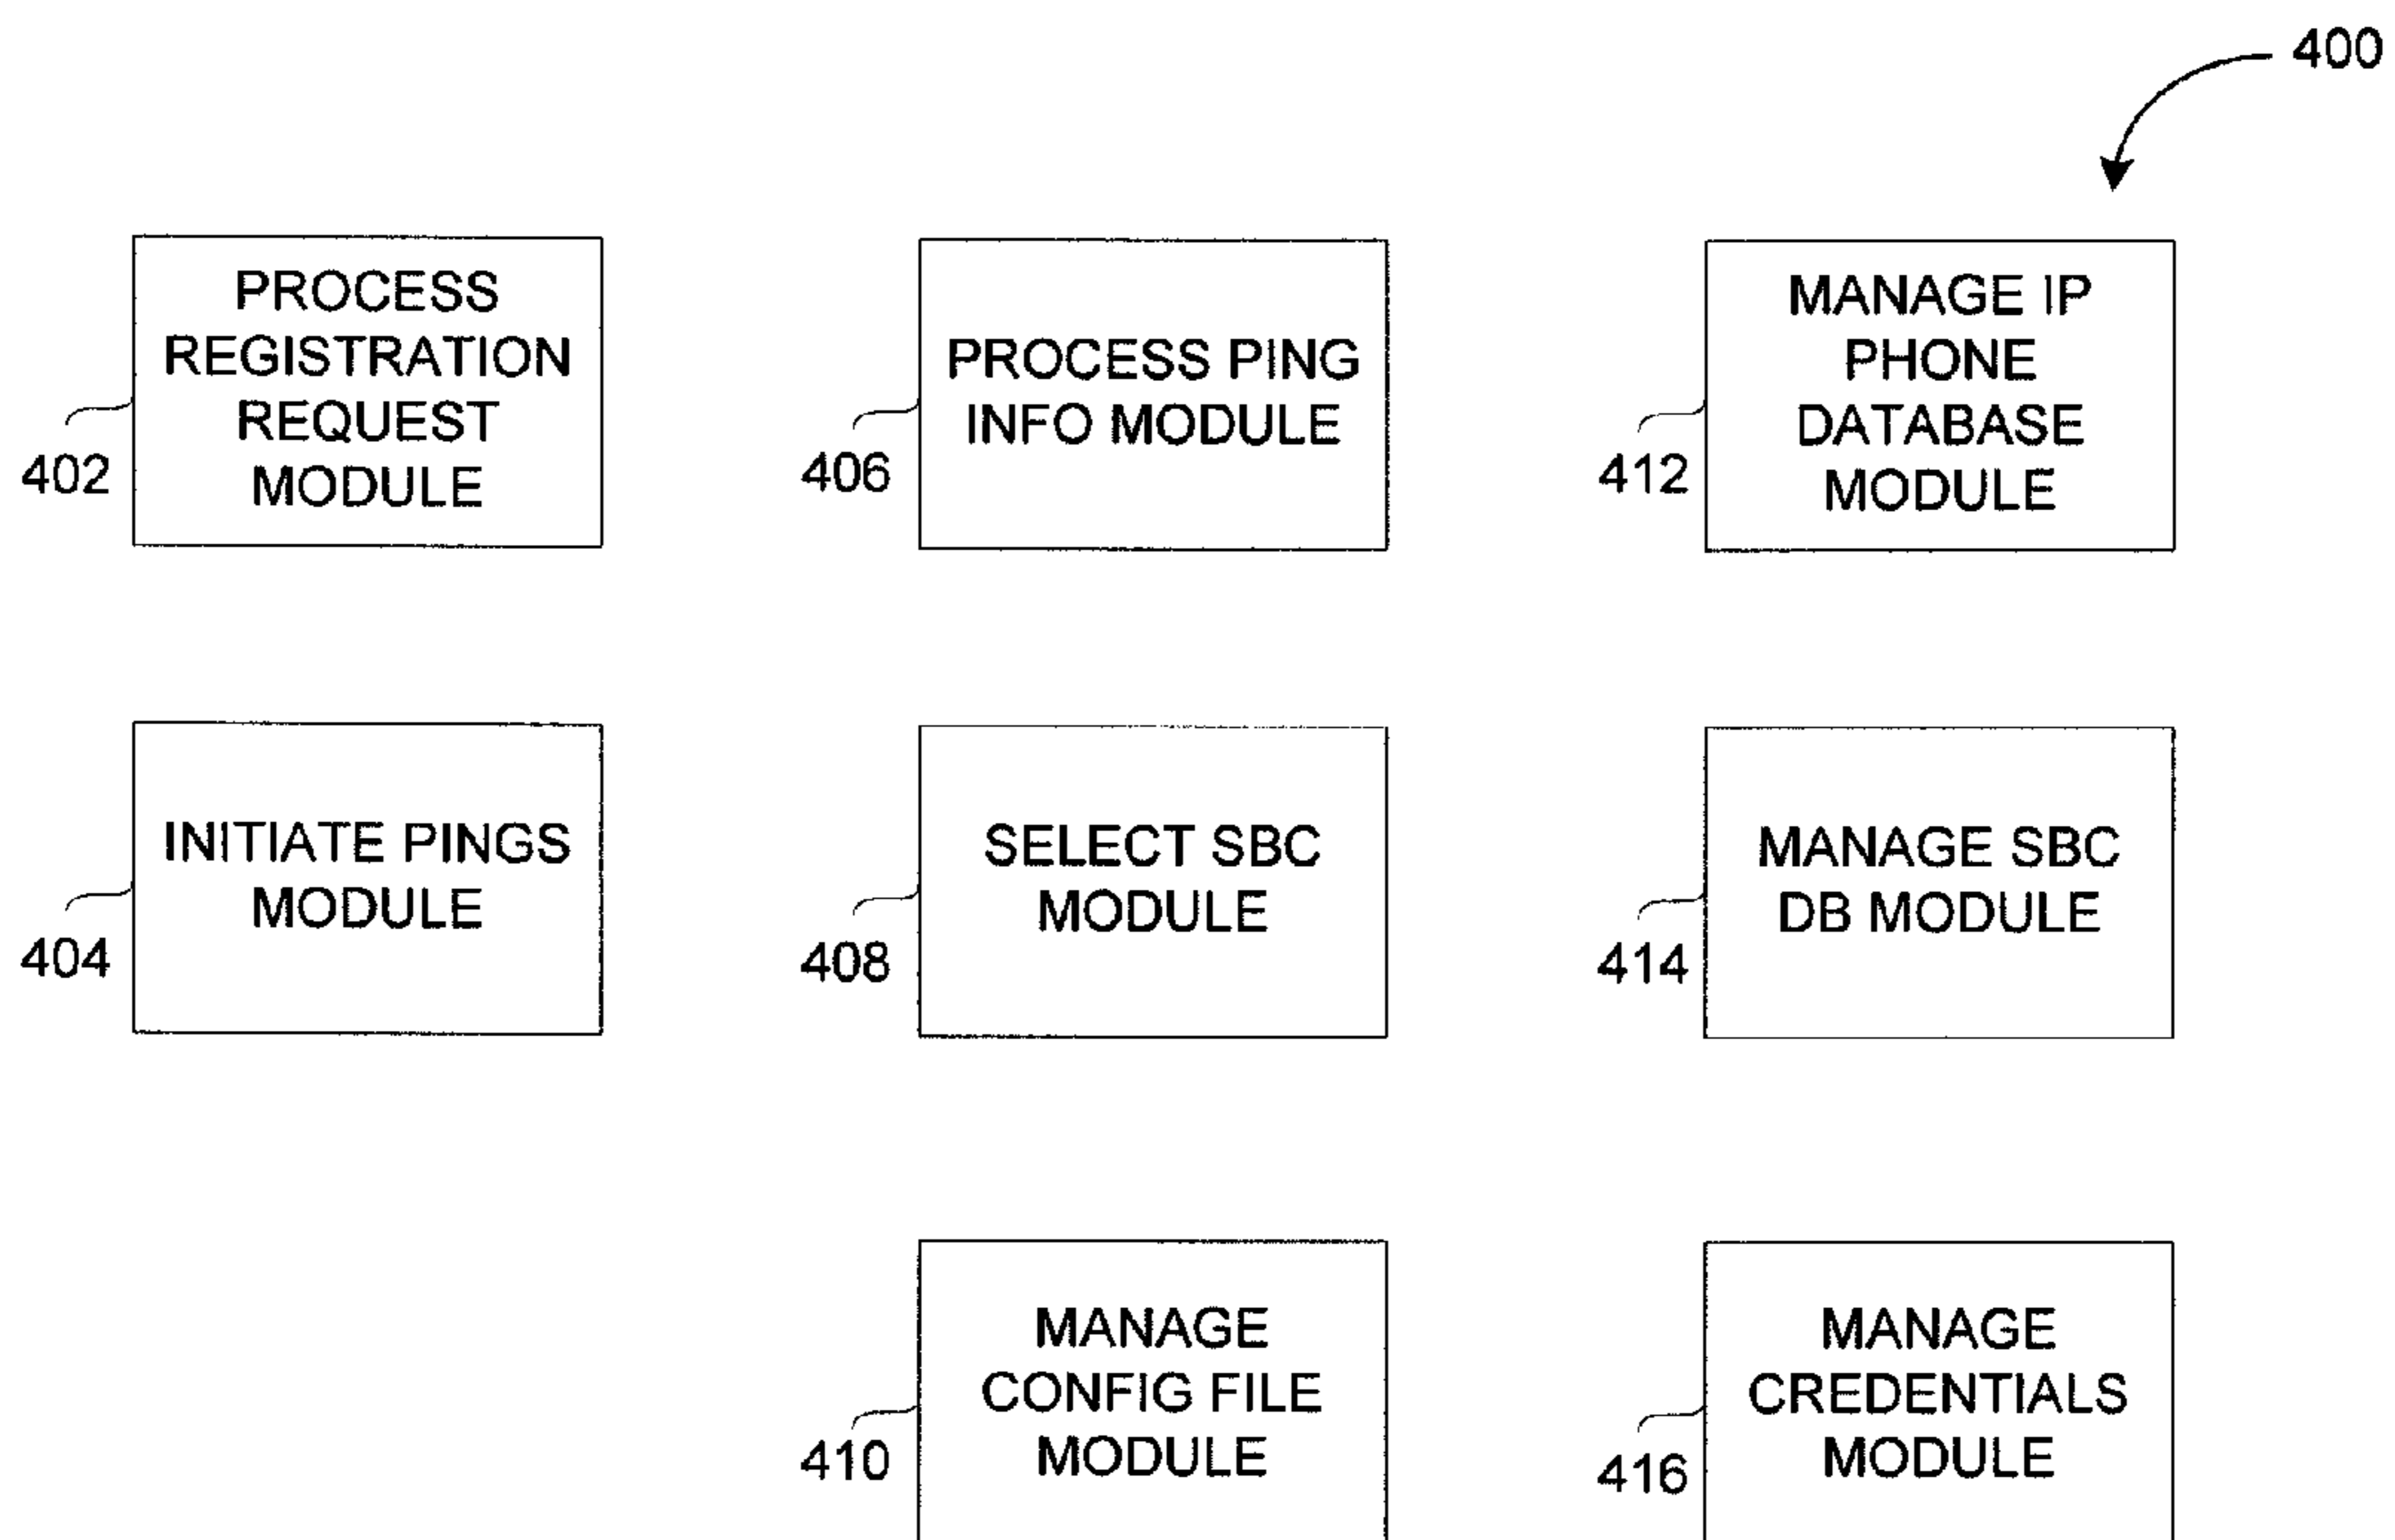 400
PROCESS
REGISTRATION
REQUEST
MODULE
402
PROCESS PING
INFO MODULE
406
MANAGE IP
PHONE
DATABASE
MODULE
412
INITIATE PINGS
MODULE
404
SELECT SBC
MODULE
408
MANAGE SBC
DB MODULE
414
MANAGE
CONFIG FILE
MODULE
410
MANAGE
CREDENTIALS
MODULE
416